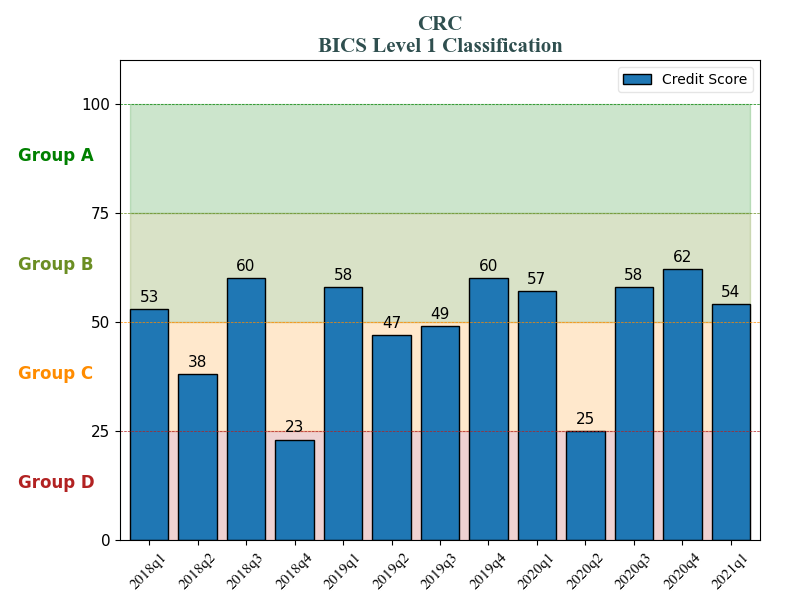 CRC
BICS Level 1 Classification
Credit Score
100
Group A
75
Group B
50
Group C
25
Group D
0
53
38
60
23
58
47
49
60
57
25
58
62
54
2018q1
2018q2
2018q3
2018q4
2019q1
2019q2
2019q3
2019q4
2020q1
2020q2
2020q3
2020q4
2021q1